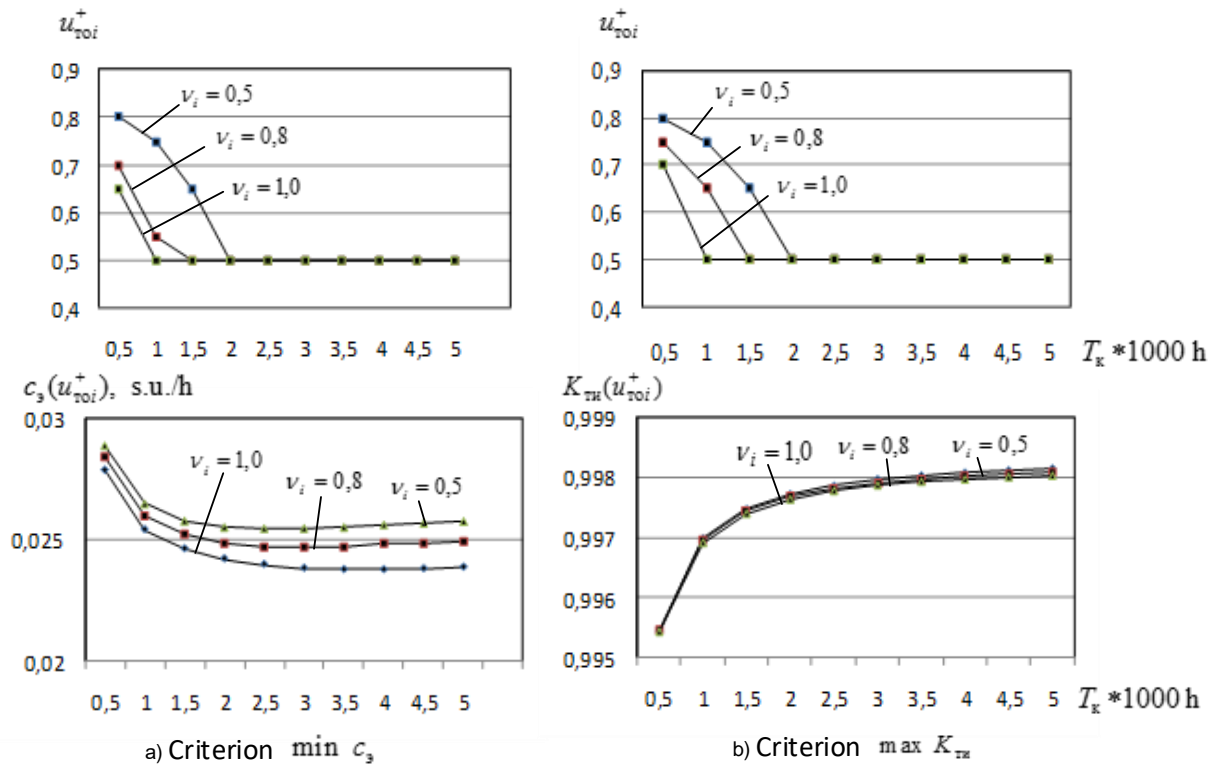 u⁺тоi
0,9
0,8
0,7
0,6
0,5
0,4
νi = 0,5
νi = 0,8
νi = 1,0
0,5 1 1,5 2 2,5 3 3,5 4 4,5 5
u⁺тоi
0,9
0,8
0,7
0,6
0,5
0,4
νi = 0,5
νi = 0,8
νi = 1,0
0,5 1 1,5 2 2,5 3 3,5 4 4,5 5 Tк *1000 h
cэ(u⁺тоi), s.u./h
0,03
0,025
0,02
νi = 1,0
νi = 0,8
νi = 0,5
0,5 1 1,5 2 2,5 3 3,5 4 4,5 5
a) Criterion min cэ
Kти(u⁺тоi)
0,999
0,998
0,997
0,996
0,995
νi = 1,0
νi = 0,8
νi = 0,5
0,5 1 1,5 2 2,5 3 3,5 4 4,5 5 Tк *1000 h
b) Criterion max Kти